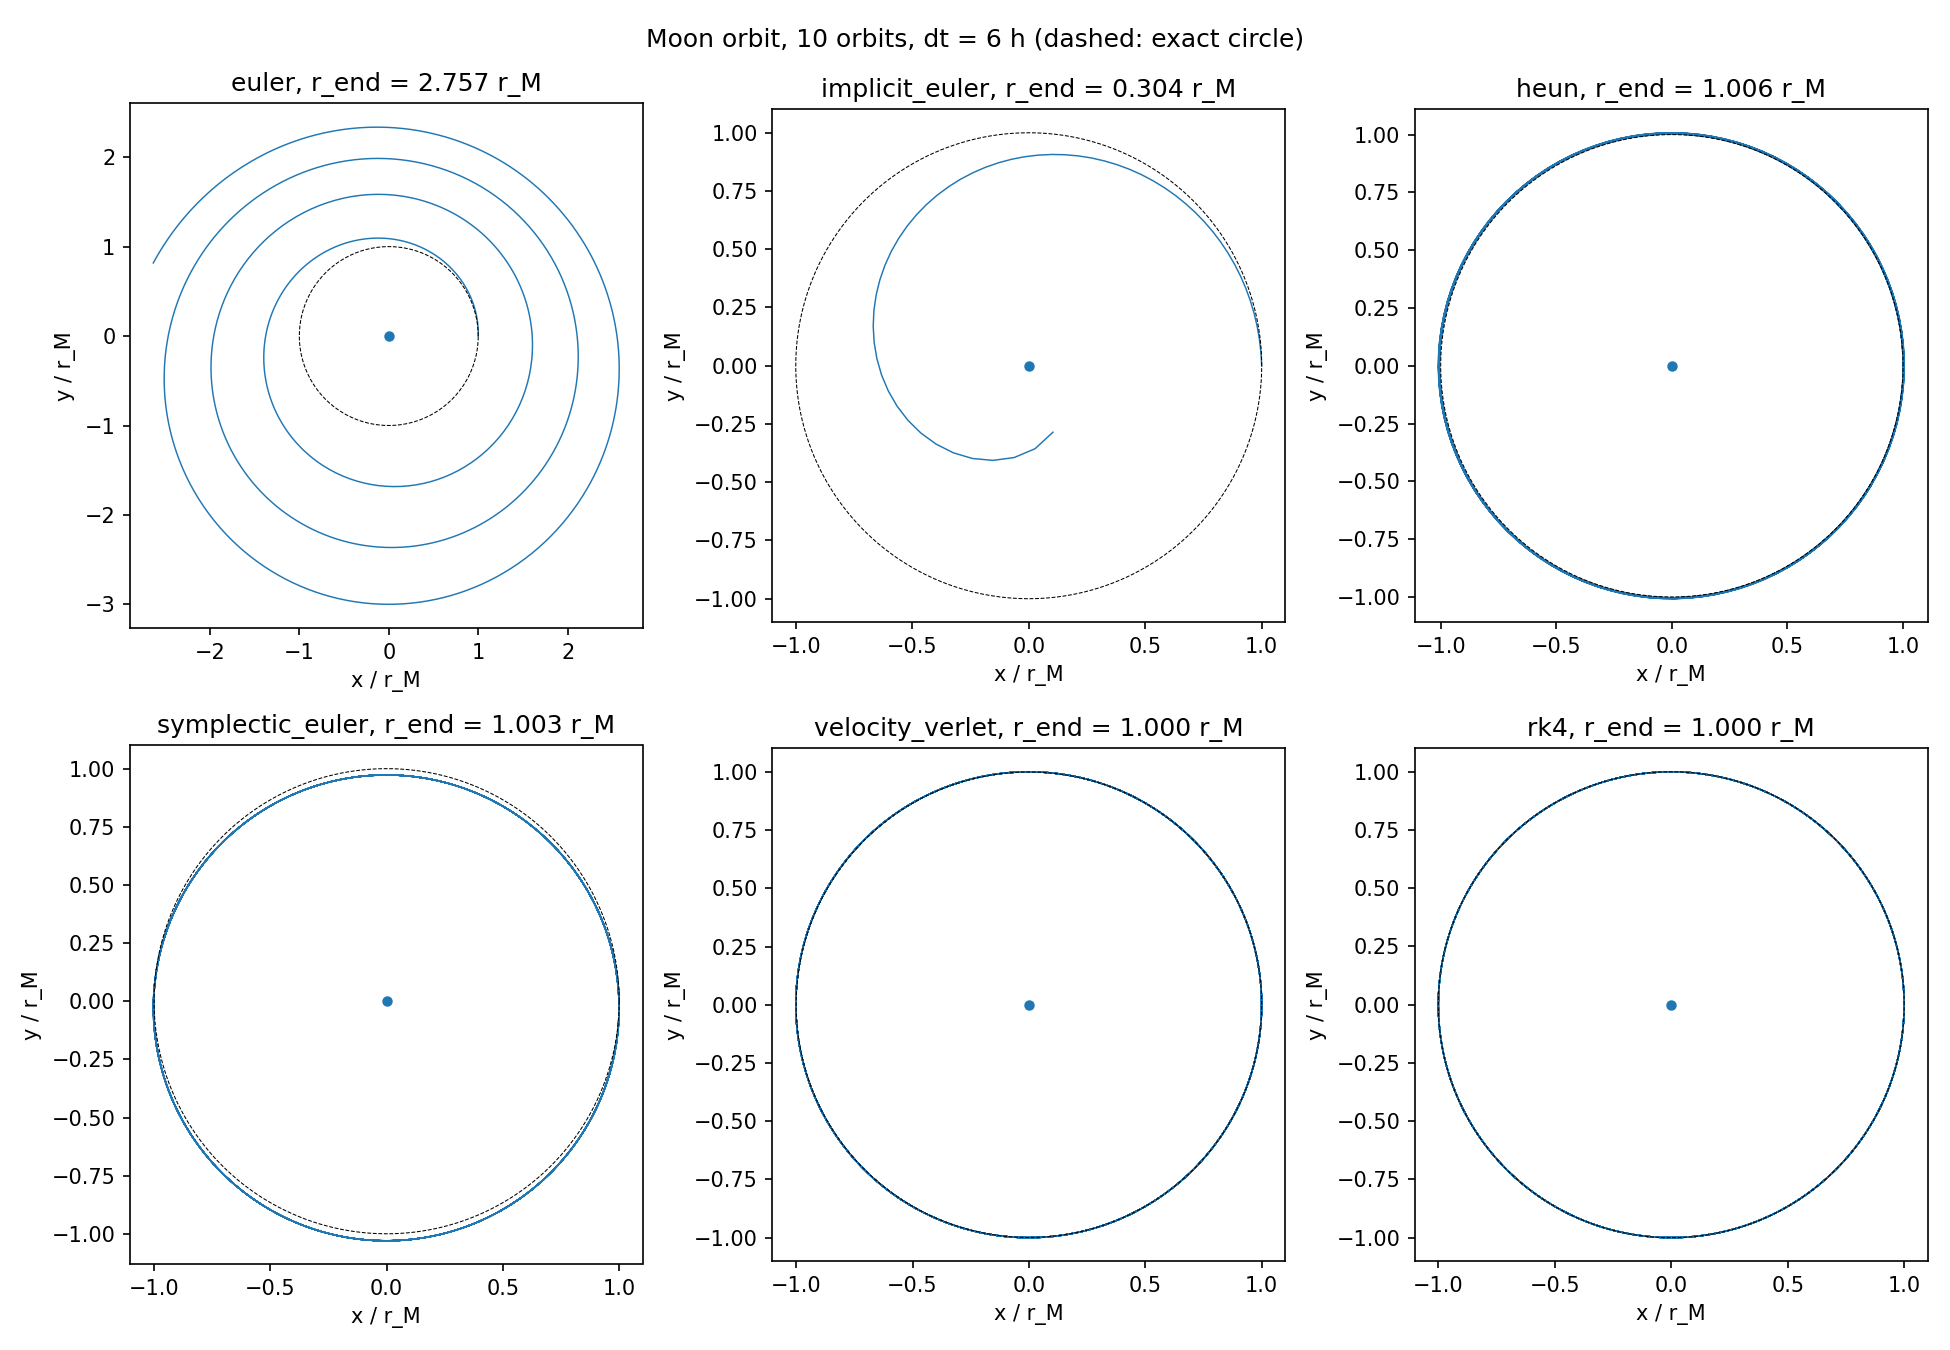 Moon orbit, 10 orbits, dt = 6 h (dashed: exact circle)
euler, r_end = 2.757 r_M
2
1
0
−1
−2
−3
y / r_M
−2 −1 0 1 2
x / r_M
implicit_euler, r_end = 0.304 r_M
1.00
0.75
0.50
0.25
0.00
−0.25
−0.50
−0.75
−1.00
y / r_M
−1.0 −0.5 0.0 0.5 1.0
x / r_M
heun, r_end = 1.006 r_M
1.00
0.75
0.50
0.25
0.00
−0.25
−0.50
−0.75
−1.00
y / r_M
−1.0 −0.5 0.0 0.5 1.0
x / r_M
symplectic_euler, r_end = 1.003 r_M
1.00
0.75
0.50
0.25
0.00
−0.25
−0.50
−0.75
−1.00
y / r_M
−1.0 −0.5 0.0 0.5 1.0
x / r_M
velocity_verlet, r_end = 1.000 r_M
1.00
0.75
0.50
0.25
0.00
−0.25
−0.50
−0.75
−1.00
y / r_M
−1.0 −0.5 0.0 0.5 1.0
x / r_M
rk4, r_end = 1.000 r_M
1.00
0.75
0.50
0.25
0.00
−0.25
−0.50
−0.75
−1.00
y / r_M
−1.0 −0.5 0.0 0.5 1.0
x / r_M